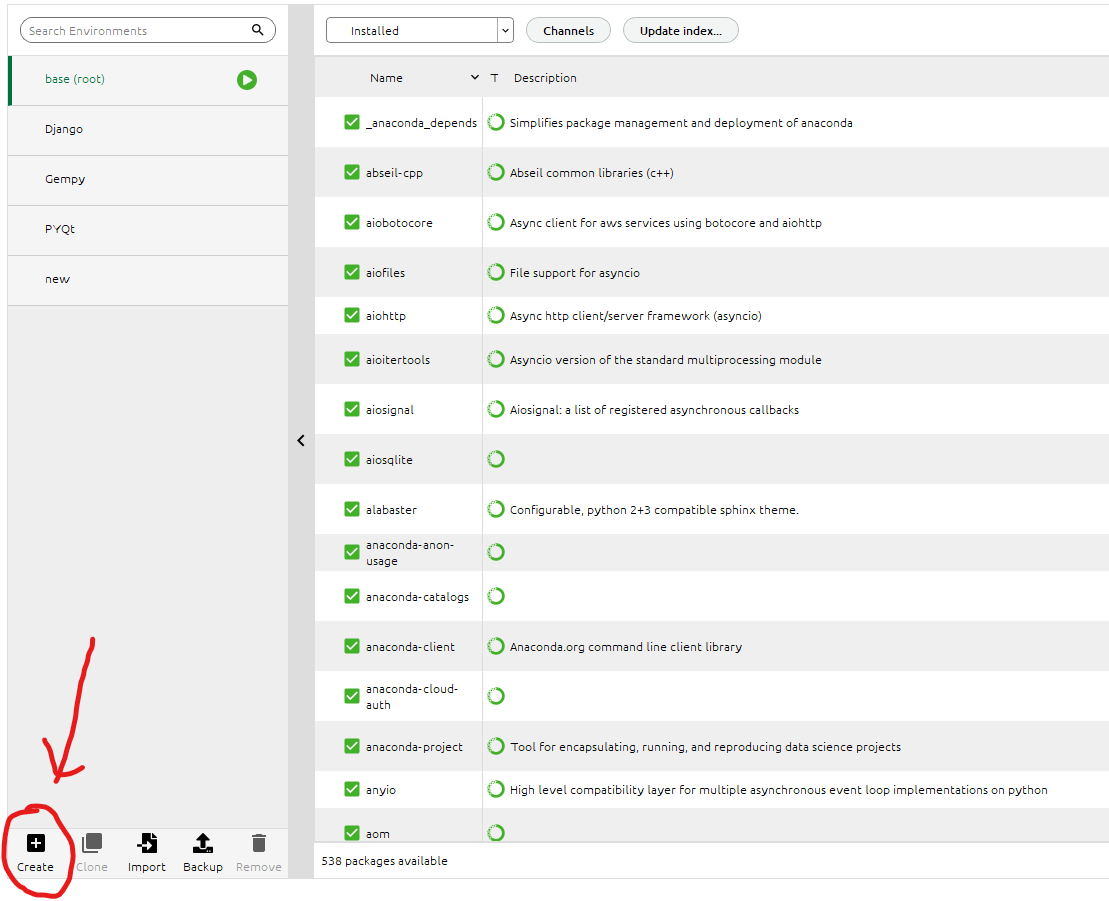 Search Environments
base (root)
Django
Gempy
PYQt
new
Create
Clone
Import
Backup
Remove
Installed
Channels
Update index...
Name T Description
_anaconda_depends Simplifies package management and deployment of anaconda
abseil-cpp Abseil common libraries (c++)
aiobotocore Async client for aws services using botocore and aiohttp
aiofiles File support for asyncio
aiohttp Async http client/server framework (asyncio)
aioitertools Asyncio version of the standard multiprocessing module
aiosignal Aiosignal: a list of registered asynchronous callbacks
aiosqlite
alabaster Configurable, python 2+3 compatible sphinx theme.
anaconda-anon-
usage
anaconda-catalogs
anaconda-client Anaconda.org command line client library
anaconda-cloud-
auth
anaconda-project Tool for encapsulating, running, and reproducing data science projects
anyio High level compatibility layer for multiple asynchronous event loop implementations on python
aom
538 packages available